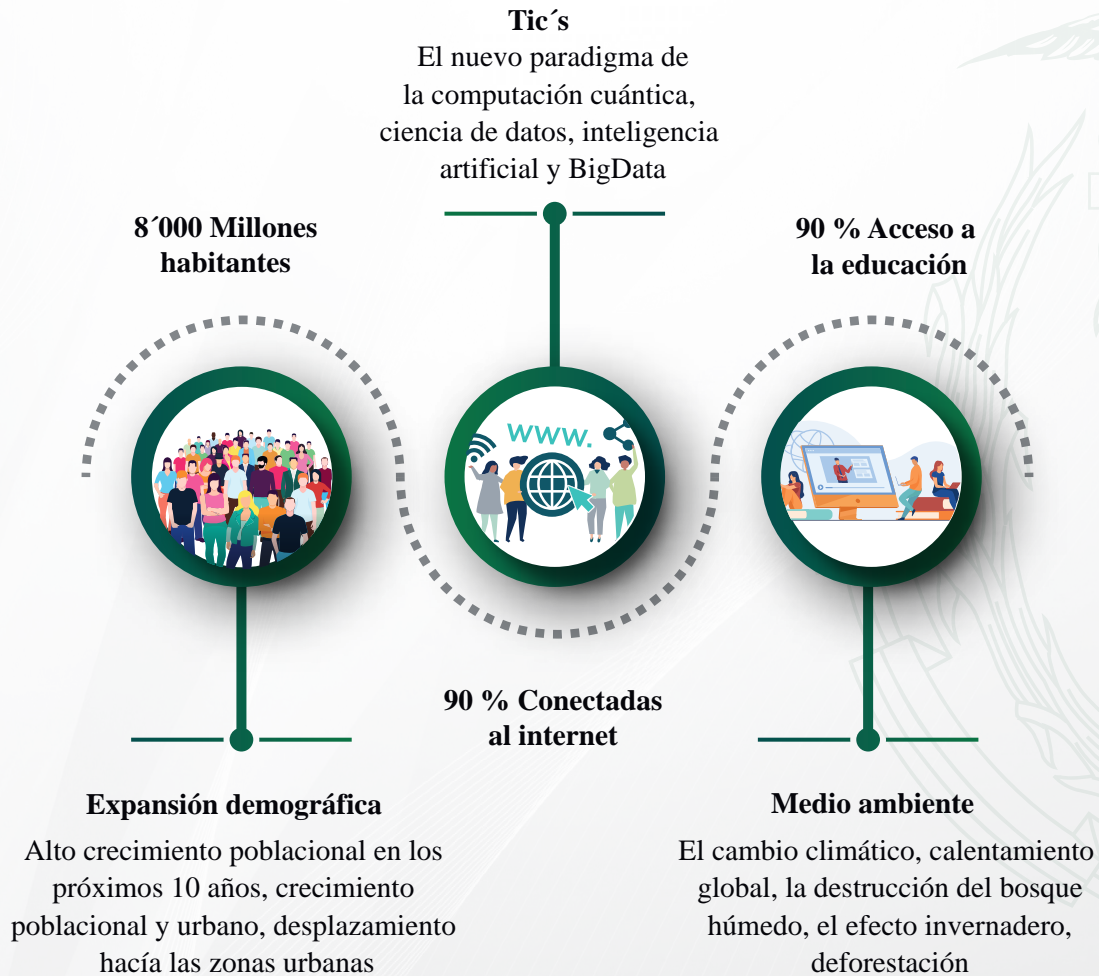 Tic´s
El nuevo paradigma de
la computación cuántica,
ciencia de datos, inteligencia
artificial y BigData
8´000 Millones
habitantes
90 % Acceso a
la educación
www.
90 % Conectadas
al internet
Expansión demográfica
Alto crecimiento poblacional en los
próximos 10 años, crecimiento
poblacional y urbano, desplazamiento
hacía las zonas urbanas
Medio ambiente
El cambio climático, calentamiento
global, la destrucción del bosque
húmedo, el efecto invernadero,
deforestación